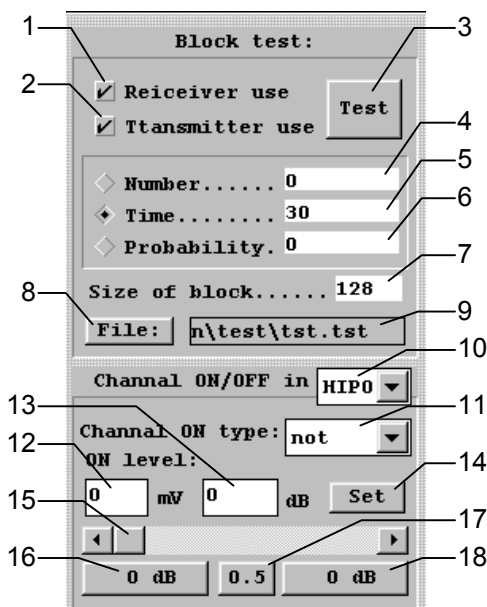 1
Block test:
3
2
Reiceiver use
Test
Ttansmitter use
4
Number...... 0
5
Time........ 30
6
Probability. 0
7
Size of block...... 128
8
File: n\test\tst.tst
9
10
Channal ON/OFF in HIPO
13
11
Channal ON type: not
12
ON level:
14
0 mV 0 dB Set
15
17
16
0 dB 0.5 0 dB
18